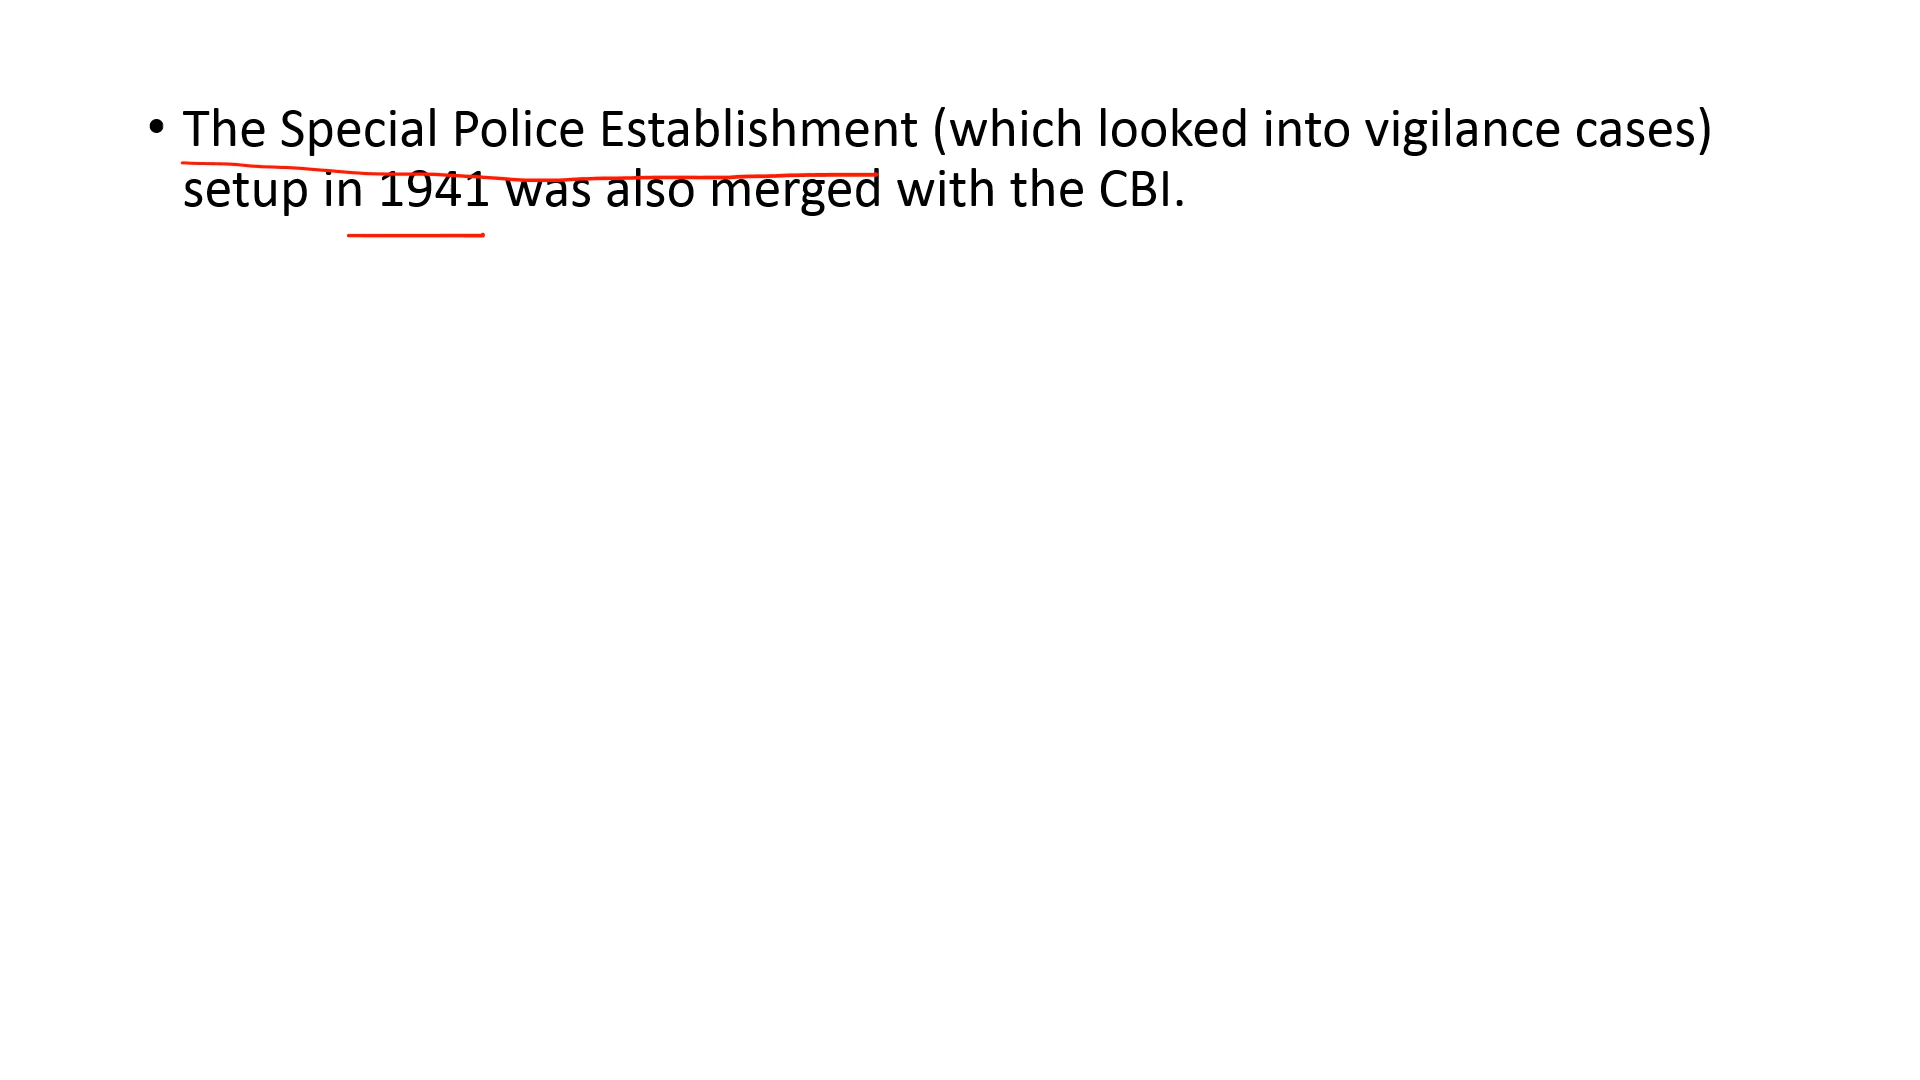 • The Special Police Establishment (which looked into vigilance cases)
setup in 1941 was also merged with the CBI.